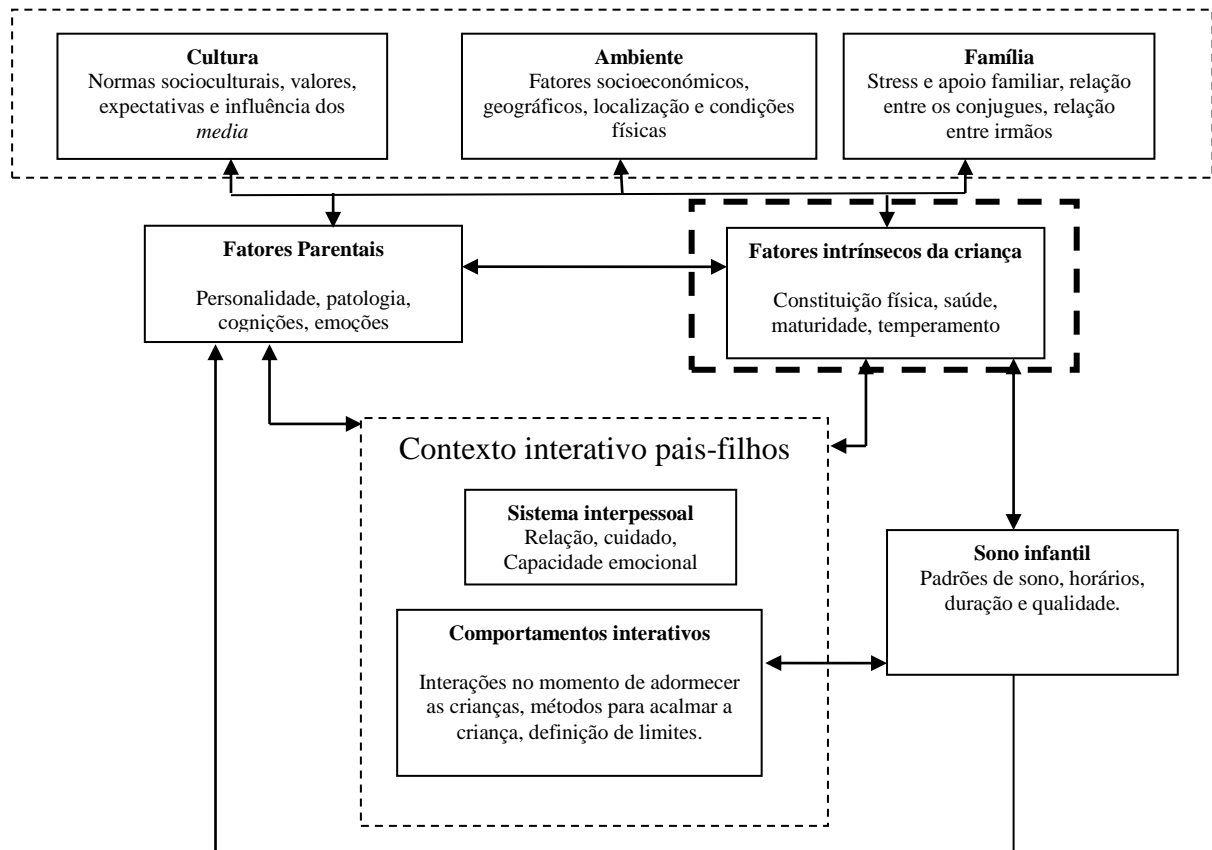 Cultura
Normas socioculturais, valores,
expectativas e influência dos
media
Ambiente
Fatores socioeconómicos,
geográficos, localização e condições
físicas
Família
Stress e apoio familiar, relação
entre os conjugues, relação
entre irmãos
Fatores Parentais
Personalidade, patologia,
cognições, emoções
Fatores intrínsecos da criança
Constituição física, saúde,
maturidade, temperamento
Contexto interativo pais-filhos
Sistema interpessoal
Relação, cuidado,
Capacidade emocional
Comportamentos interativos
Interações no momento de adormecer
as crianças, métodos para acalmar a
criança, definição de limites.
Sono infantil
Padrões de sono, horários,
duração e qualidade.